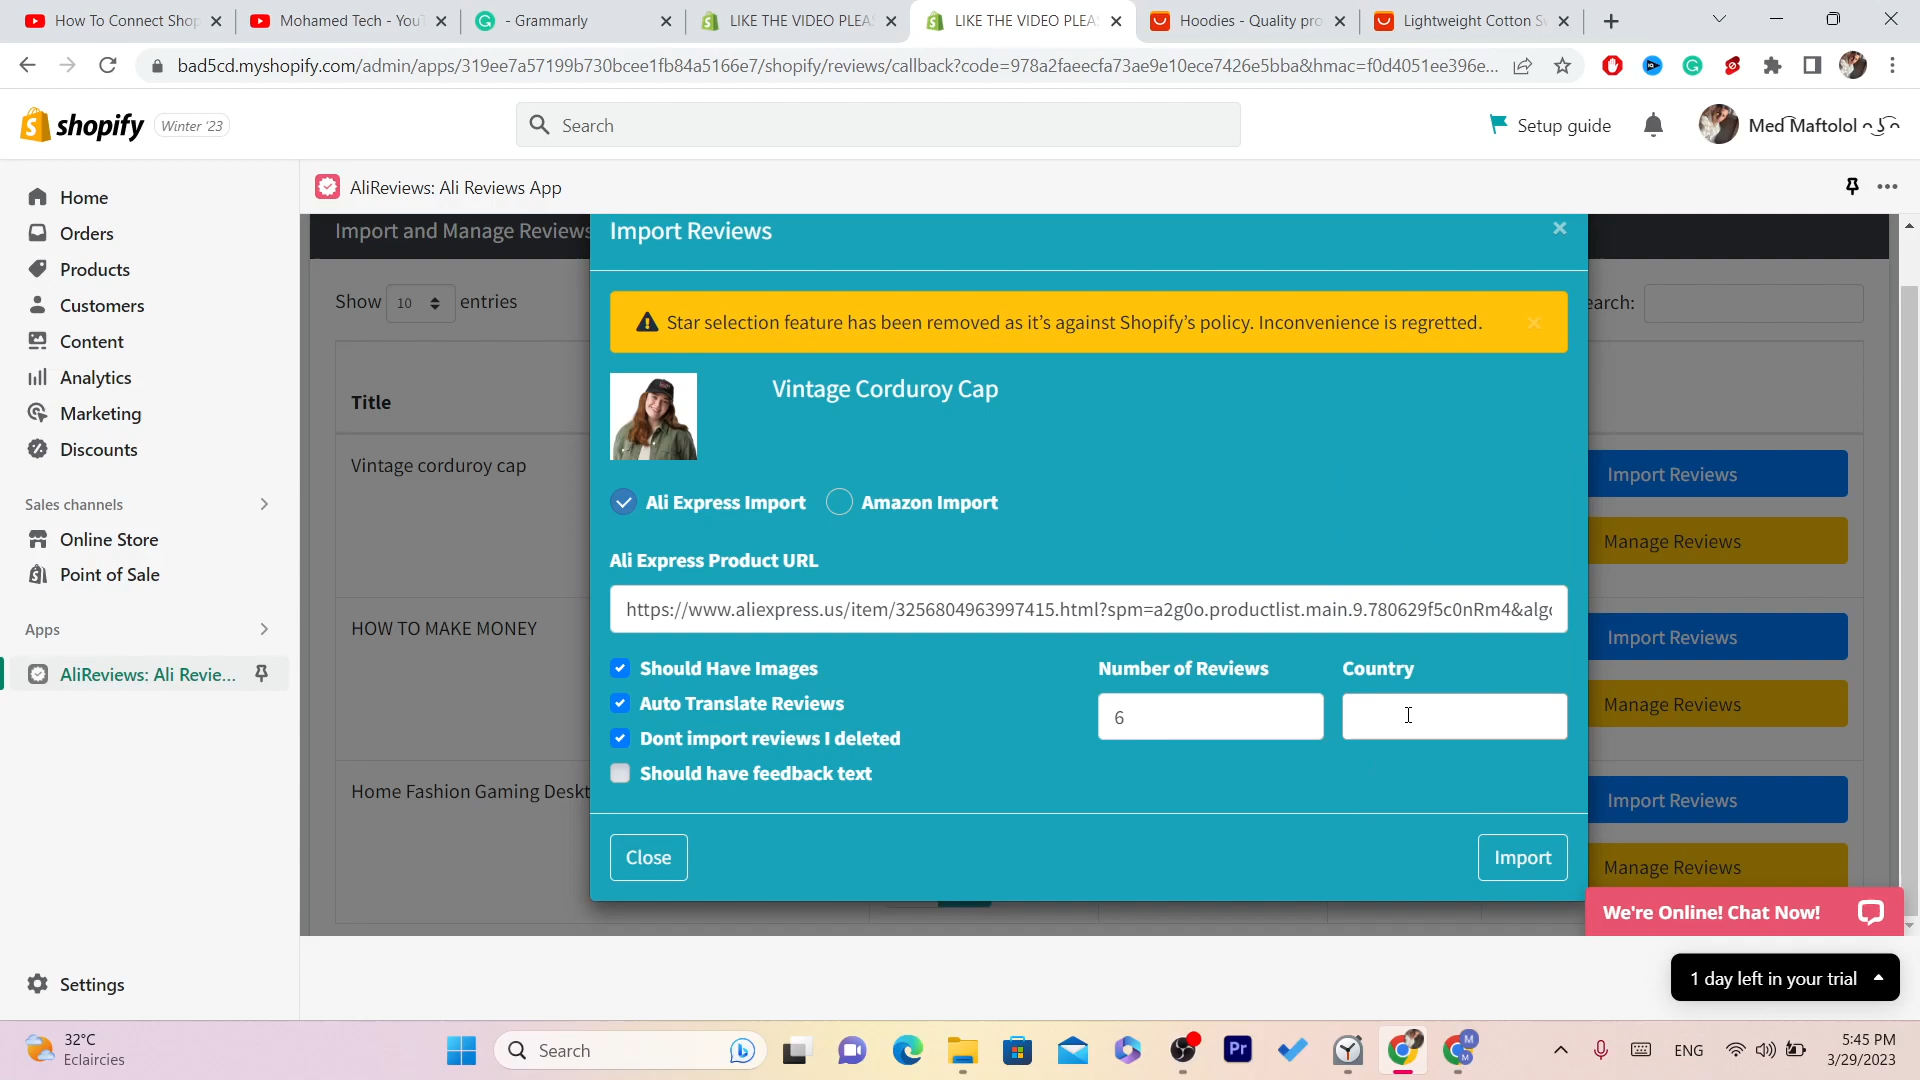 How To Connect Shop
Mohamed Tech - YouT
- Grammarly
LIKE THE VIDEO PLEA
LIKE THE VIDEO PLEA
Hoodies - Quality pro
Lightweight Cotton Sw
bad5cd.myshopify.com/admin/apps/319ee7a57199b730bcee1fb84a5166e7/shopify/reviews/callback?code=978a2faeecfa73ae9e10ece7426e5bba&hmac=f0d4051ee396e...
shopify
Winter '23
Search
Setup guide
Med Maftolol
AliReviews: Ali Reviews App
Home
Orders
Products
Customers
Content
Analytics
Marketing
Discounts
Sales channels
Online Store
Point of Sale
Apps
AliReviews: Ali Revie...
Settings
Import and Manage Reviews
Show 10 entries
earch:
Title
Vintage corduroy cap
HOW TO MAKE MONEY
Home Fashion Gaming Deskt
Import Reviews
Manage Reviews
Import Reviews
Manage Reviews
Import Reviews
Manage Reviews
Import Reviews
Star selection feature has been removed as it's against Shopify's policy. Inconvenience is regretted.
Vintage Corduroy Cap
Ali Express Import
Amazon Import
Ali Express Product URL
https://www.aliexpress.us/item/3256804963997415.html?spm=a2g0o.productlist.main.9.780629f5c0nRm4&algo
Should Have Images
Auto Translate Reviews
Dont import reviews I deleted
Should have feedback text
Number of Reviews
6
Country
Close
Import
We're Online! Chat Now!
1 day left in your trial
32°C
Eclaircies
Search
Pr
M
M
ENG
5:45 PM
3/29/2023